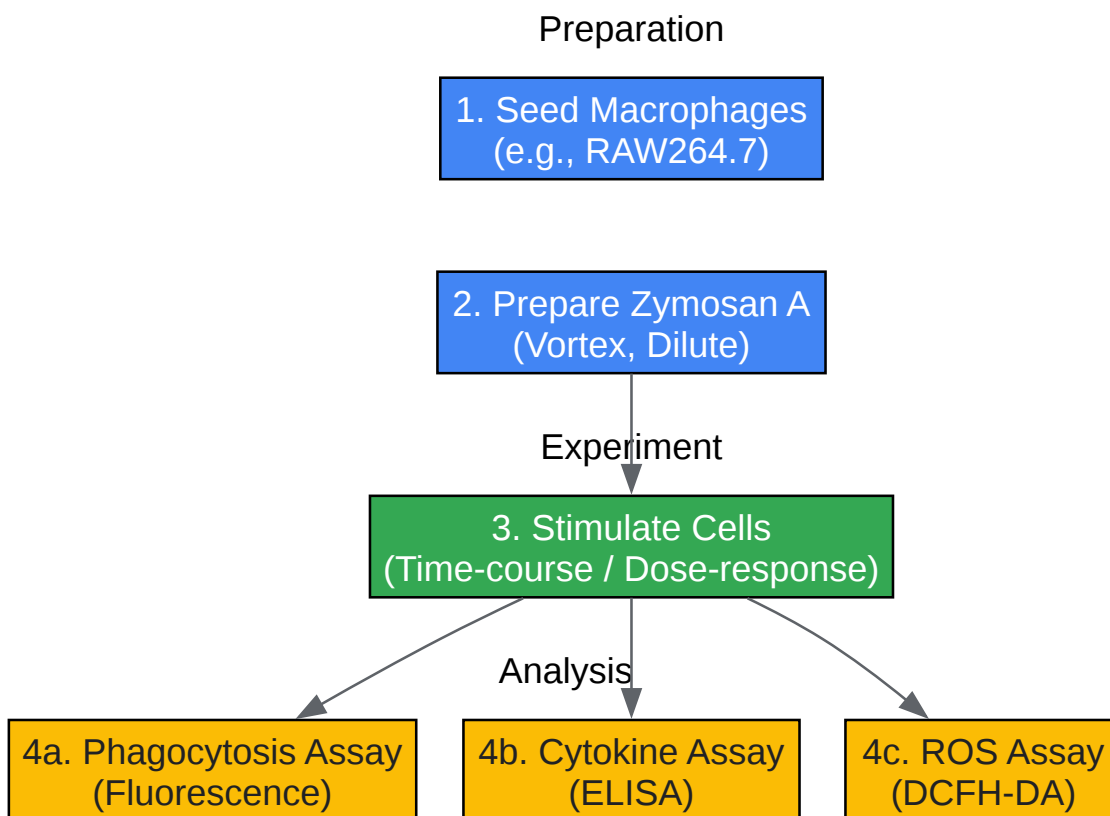 Preparation
1. Seed Macrophages
(e.g., RAW264.7)
2. Prepare Zymosan A
(Vortex, Dilute)
Experiment
3. Stimulate Cells
(Time-course / Dose-response)
Analysis
4a. Phagocytosis Assay
(Fluorescence)
4b. Cytokine Assay
(ELISA)
4c. ROS Assay
(DCFH-DA)